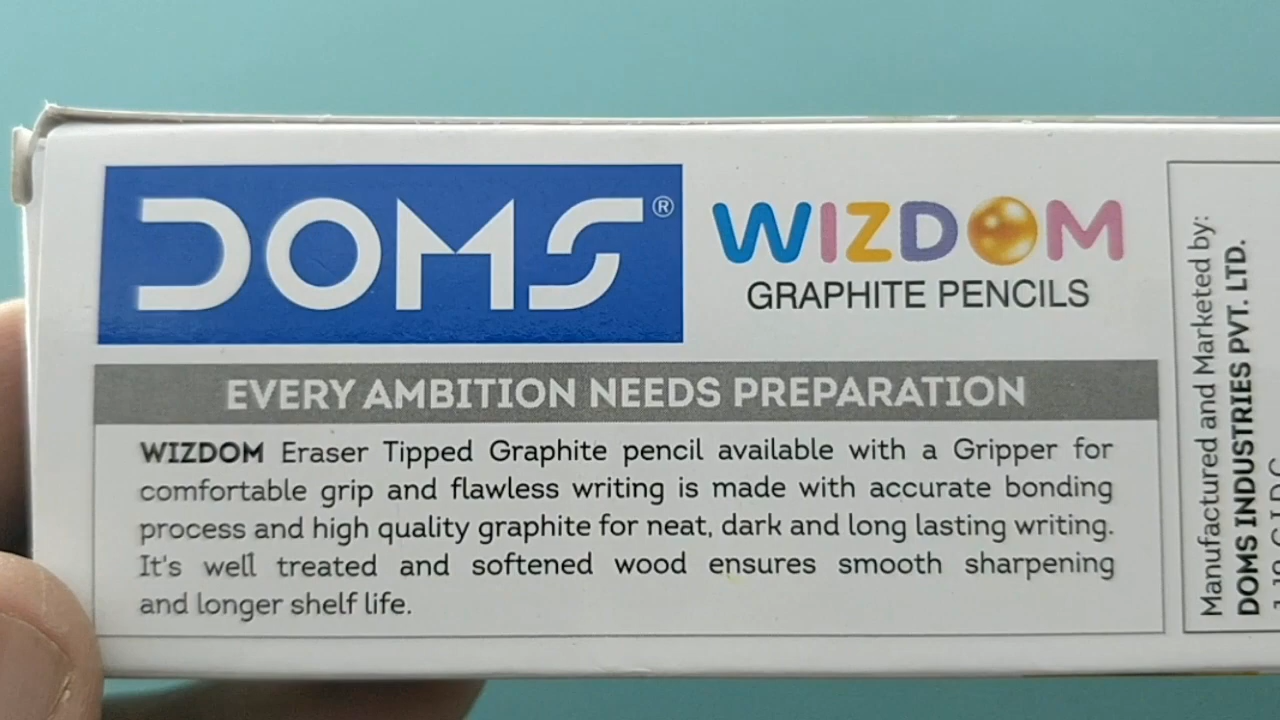 DOMS®
WIZDOM
GRAPHITE PENCILS
EVERY AMBITION NEEDS PREPARATION
WIZDOM Eraser Tipped Graphite pencil available with a Gripper for
comfortable grip and flawless writing is made with accurate bonding
process and high quality graphite for neat, dark and long lasting writing.
It's well treated and softened wood ensures smooth sharpening
and longer shelf life.
Manufactured and Marketed by:
DOMS INDUSTRIES PVT. LTD.